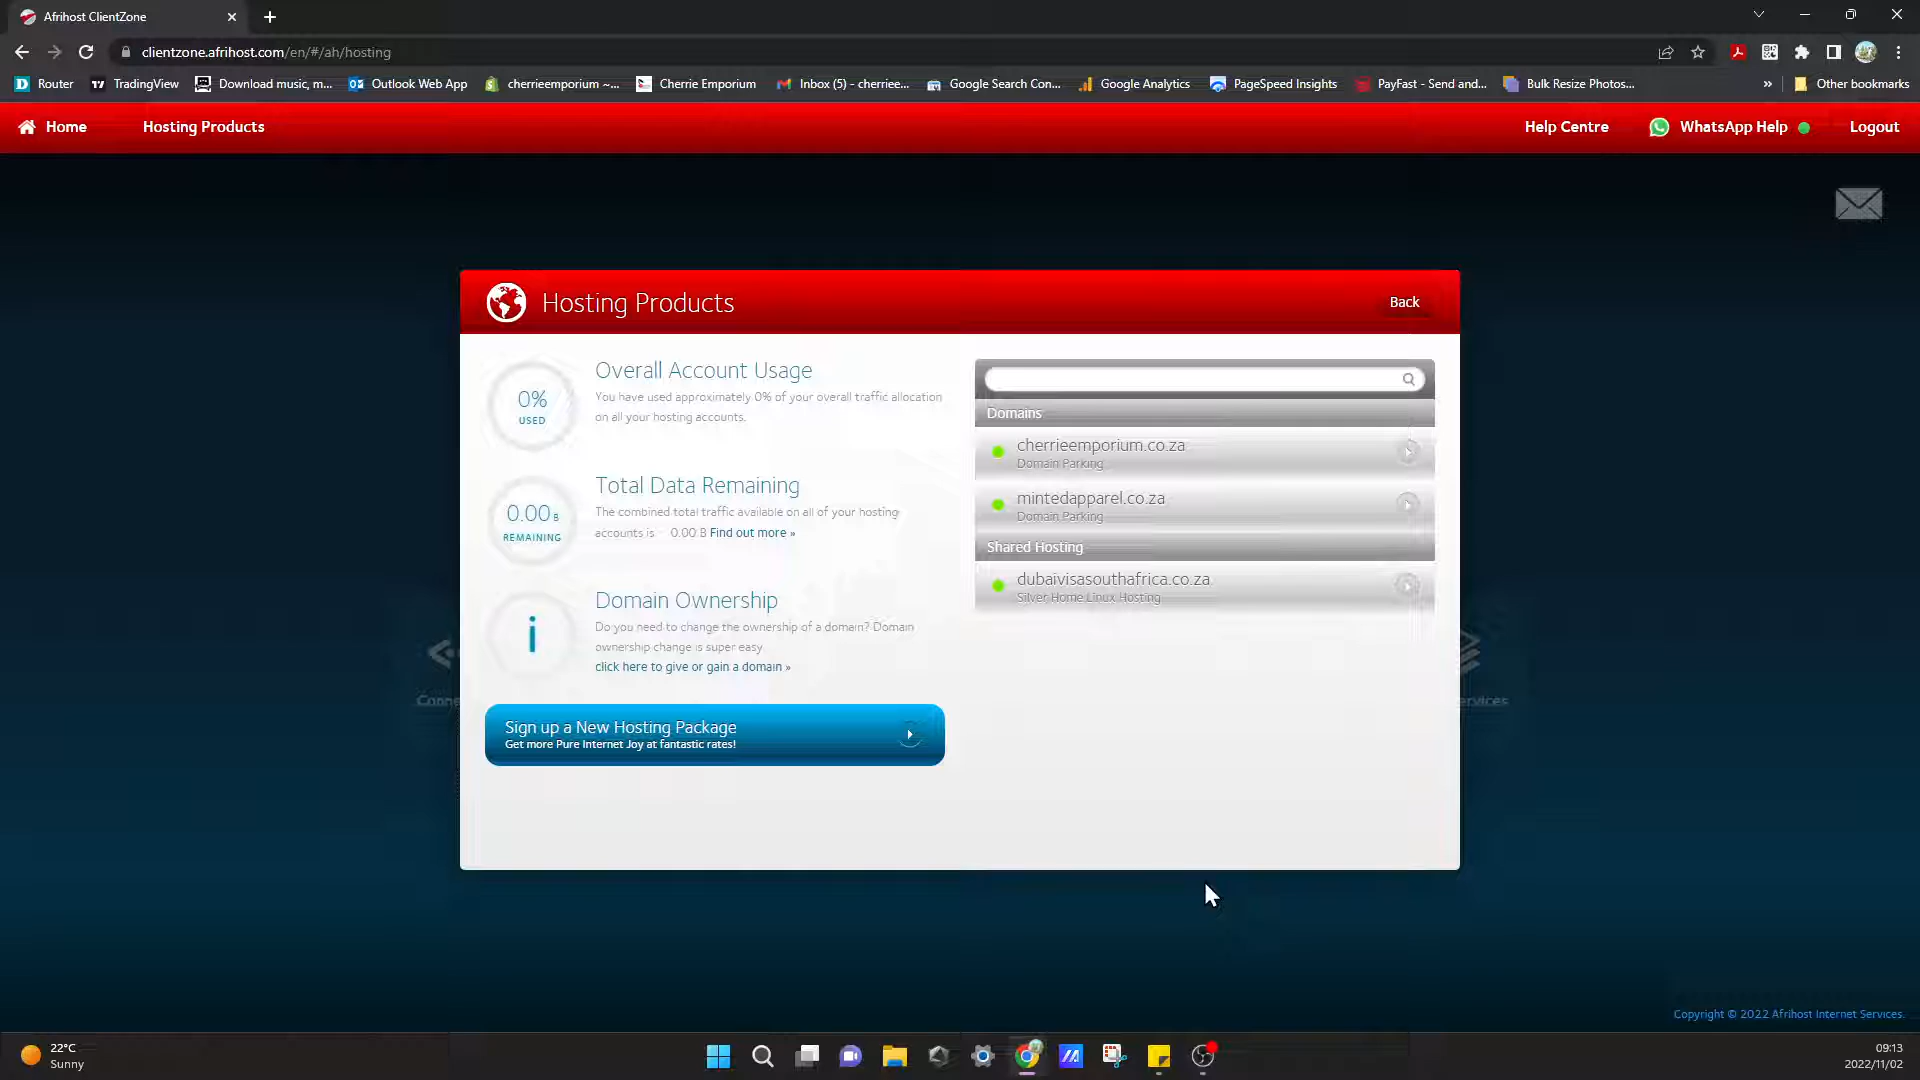 Afrihost ClientZone
clientzone.afrihost.com/en/#/ah/hosting
Router
TradingView
Download music, m...
Outlook Web App
cherrieemporium ~...
Cherrie Emporium
Inbox (5) - cherriee...
Google Search Con...
Google Analytics
PageSpeed Insights
PayFast - Send and...
Bulk Resize Photos...
»
Other bookmarks
Home
Hosting Products
Help Centre
WhatsApp Help
Logout
Hosting Products
Back
0%
USED
Overall Account Usage
You have used approximately 0% of your overall traffic allocation
on all your hosting accounts.
0.00 B
REMAINING
Total Data Remaining
The combined total traffic available on all of your hosting
accounts is 0.00 B Find out more »
i
Domain Ownership
Do you need to change the ownership of a domain? Domain
ownership change is super easy
click here to give or gain a domain »
Sign up a New Hosting Package
Get more Pure Internet Joy at fantastic rates!
Domains
cherrieemporium.co.za
Domain Parking
mintedapparel.co.za
Domain Parking
Shared Hosting
dubaivisasouthafrica.co.za
Silver Home Linux Hosting
Conne
ervices
Copyright © 2022 Afrihost Internet Services.
22°C
Sunny
09:13
2022/11/02